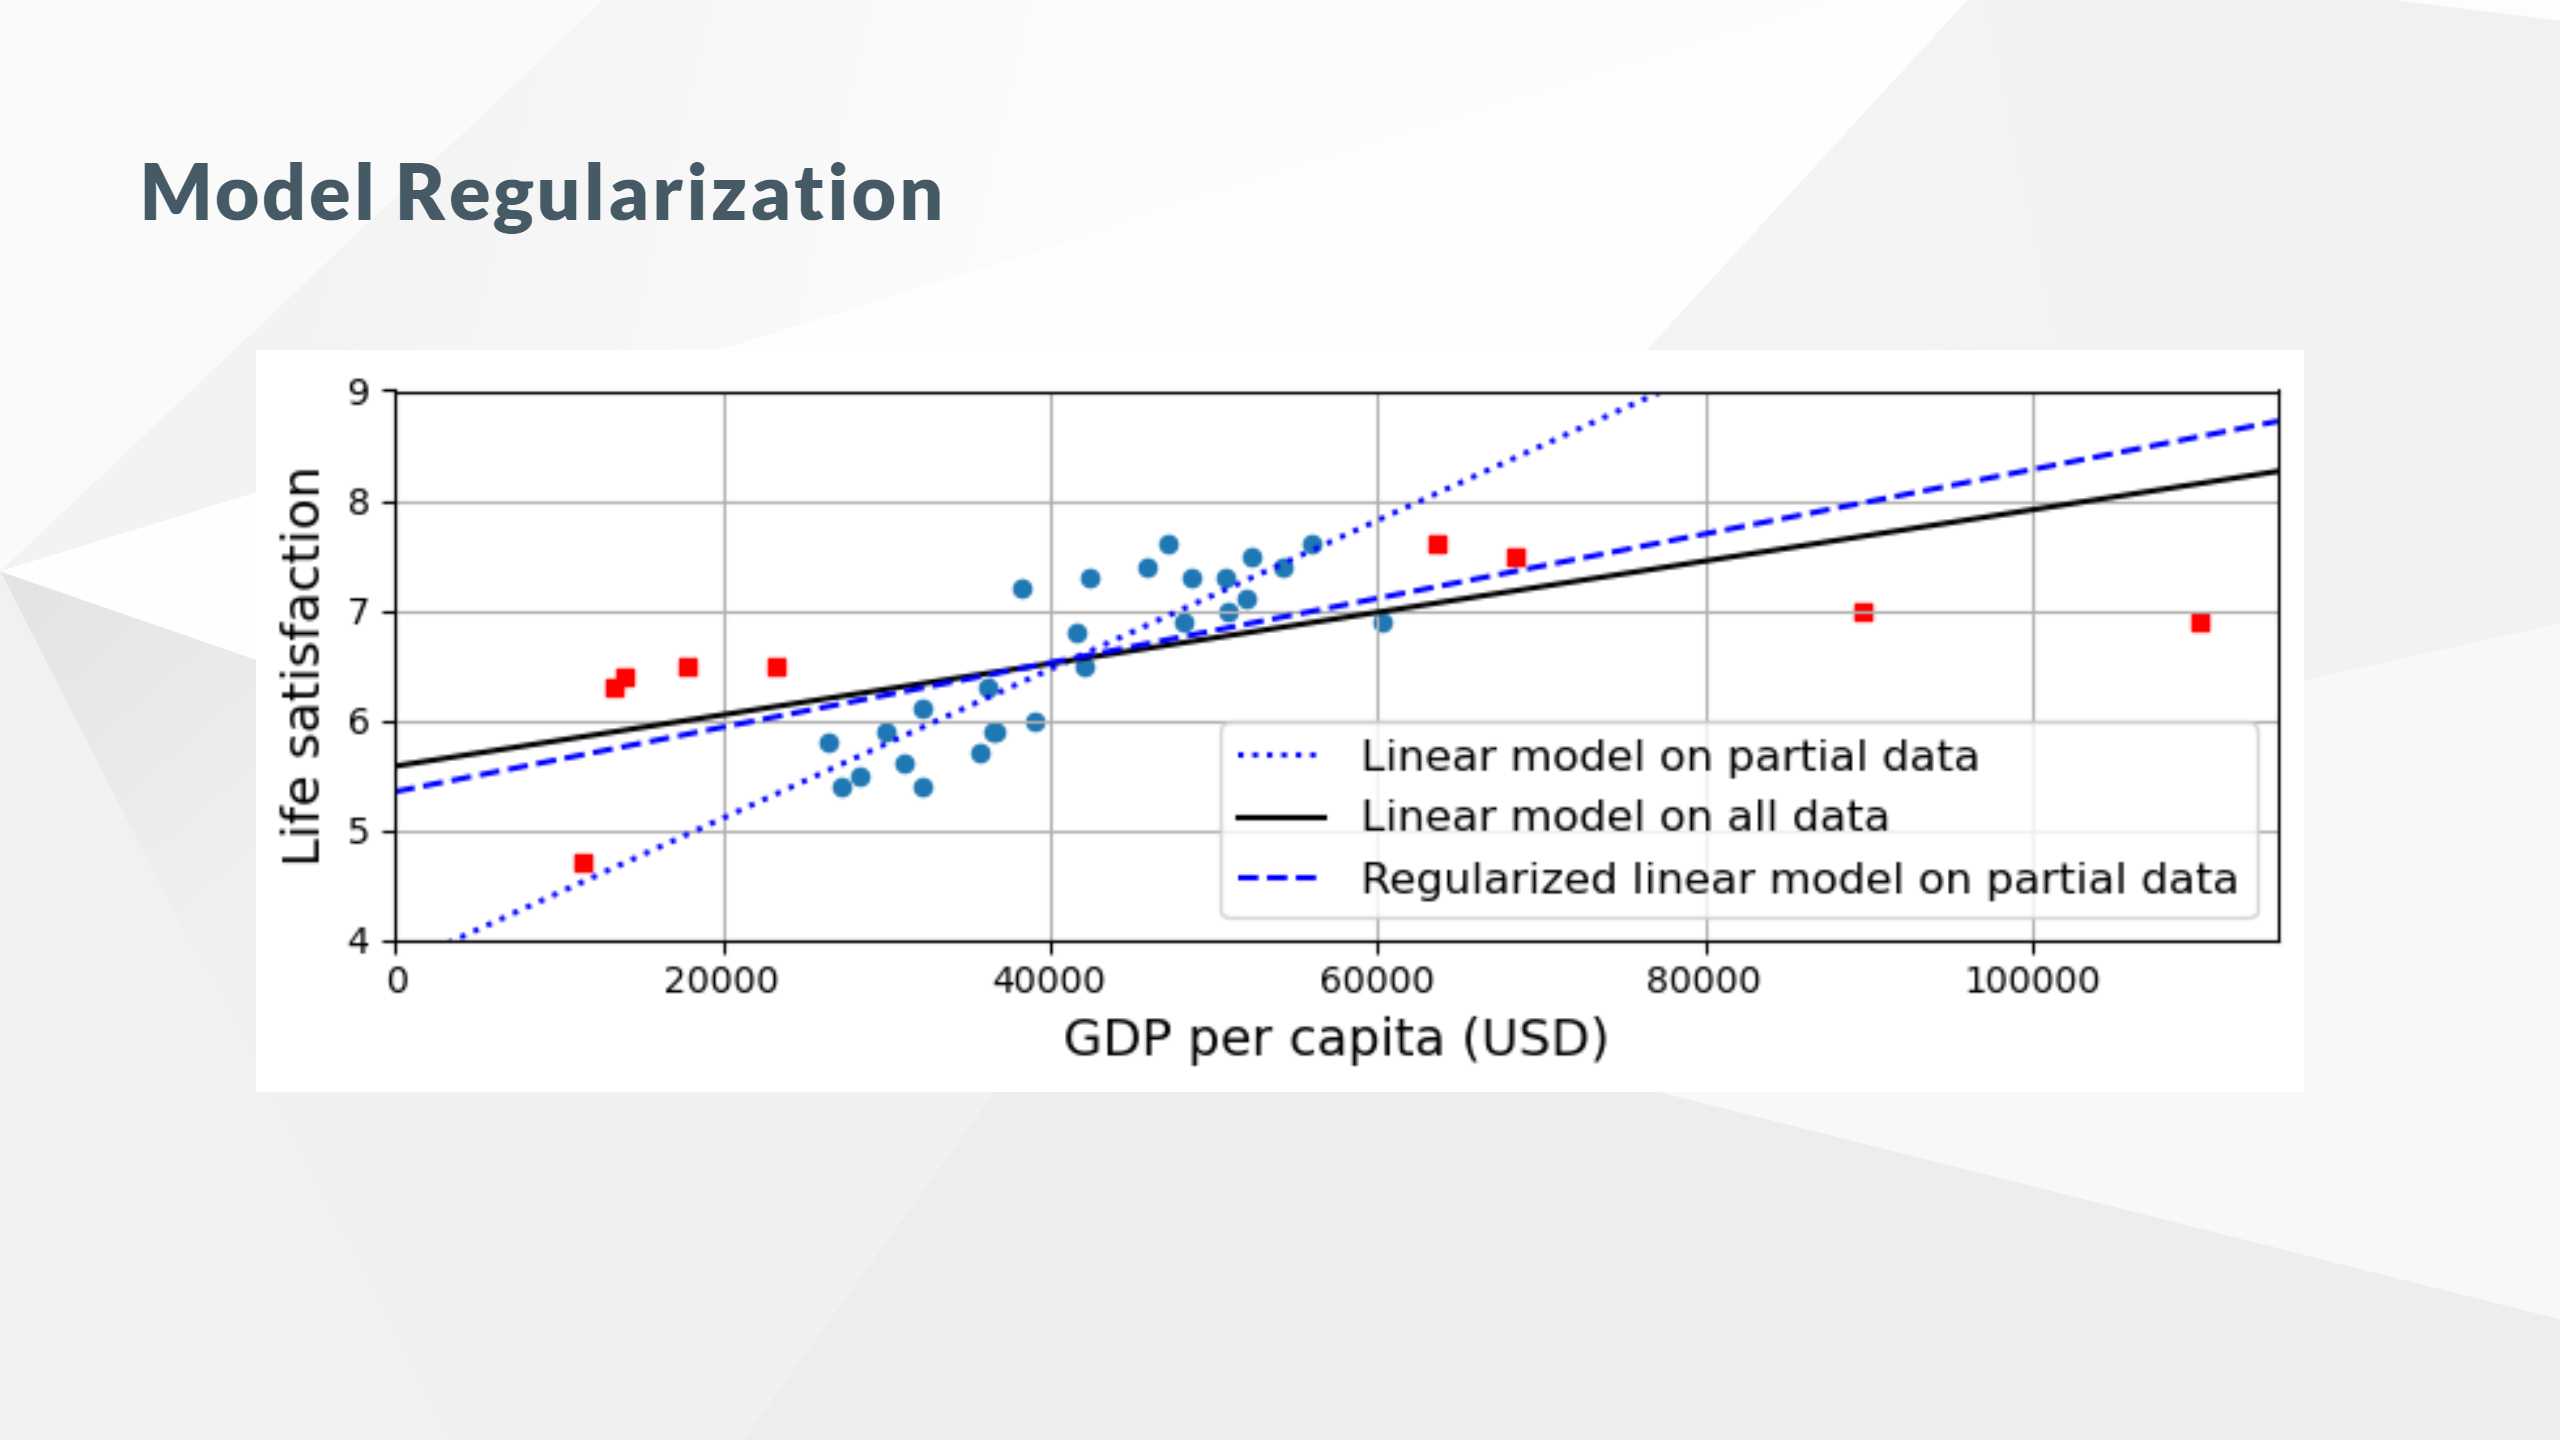 Model Regularization
9
8
7
6
5
4
Life satisfaction
Linear model on partial data
Linear model on all data
Regularized linear model on partial data
0 20000 40000 60000 80000 100000
GDP per capita (USD)